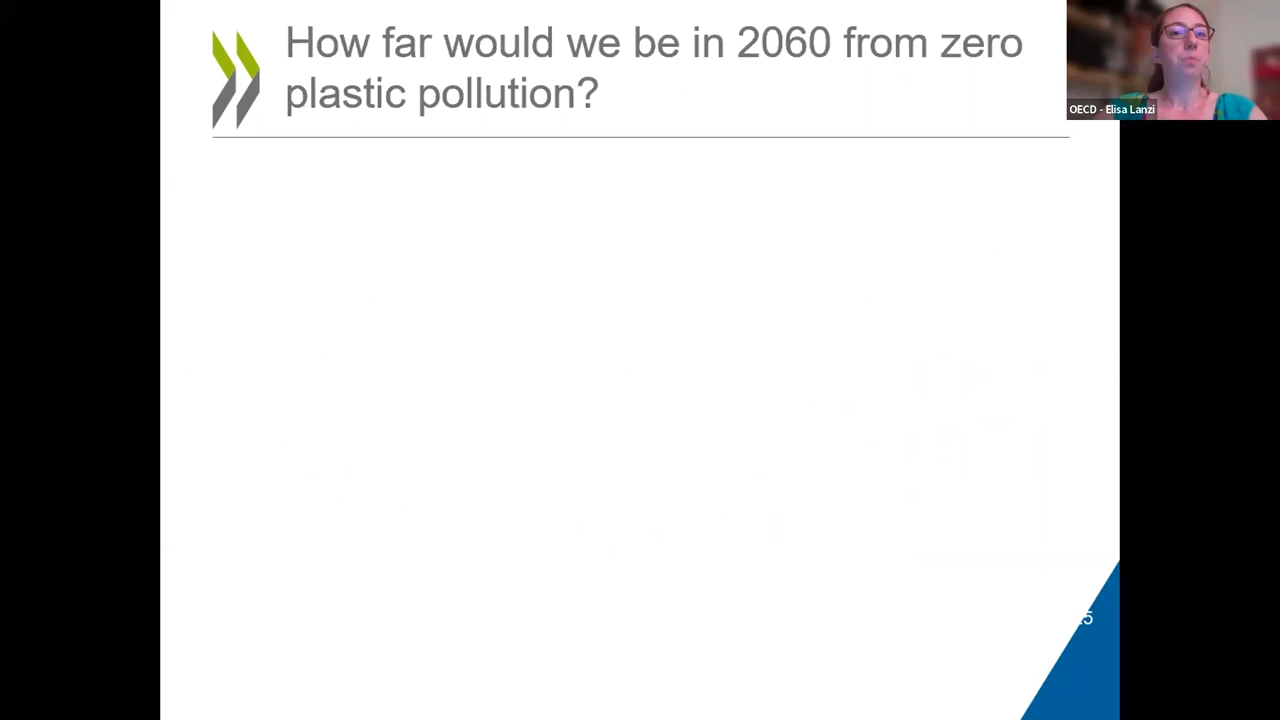 How far would we be in 2060 from zero
plastic pollution?
OECD - Elisa Lanzi